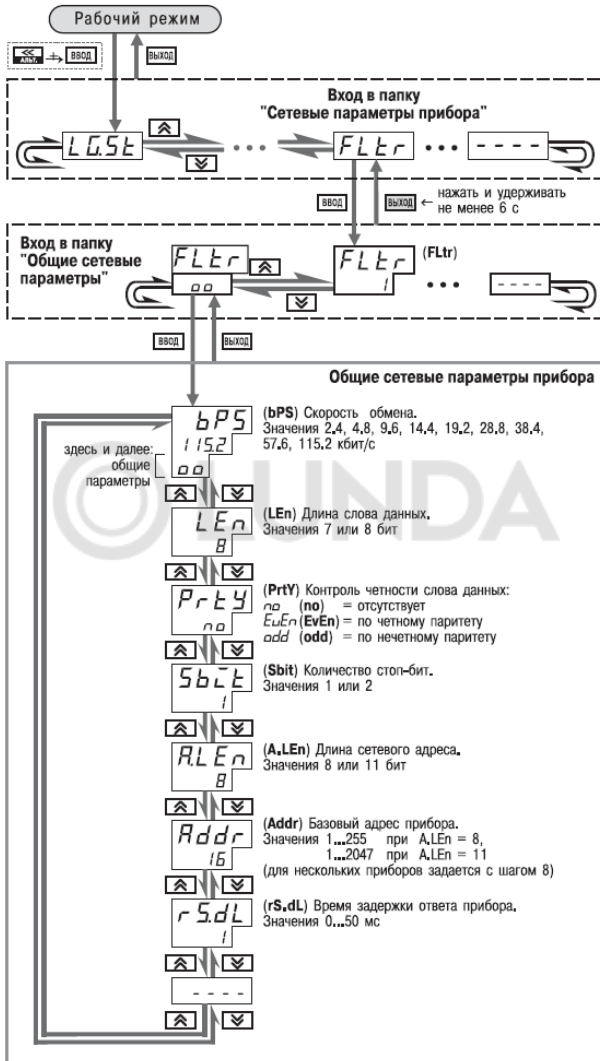 Рабочий режим
<< АЛЬТ. ВВОД ВЫХОД
Вход в папку
"Сетевые параметры прибора"
LG.St ... FLtr ... - - - -
ВВОД ВЫХОД ← нажать и удерживать
не менее 6 с
Вход в папку
"Общие сетевые
параметры"
FLtr
oo
FLtr
1
(FLtr)
... - - - -
ВВОД ВЫХОД
Общие сетевые параметры прибора
bPS
115.2
oo
(bPS) Скорость обмена.
Значения 2.4, 4.8, 9.6, 14.4, 19.2, 28.8, 38.4,
57.6, 115.2 кбит/с
здесь и далее:
общие
параметры
OLUNDA
LEn
8
(LEn) Длина слова данных.
Значения 7 или 8 бит
PrtY
no
(PrtY) Контроль четности слова данных:
no (no) = отсутствует
EvEn (EvEn) = по четному паритету
odd (odd) = по нечетному паритету
Sbit
1
(Sbit) Количество стоп-бит.
Значения 1 или 2
A.LEn
8
(A.LEn) Длина сетевого адреса.
Значения 8 или 11 бит
Addr
16
(Addr) Базовый адрес прибора.
Значения 1...255 при A.LEn = 8,
1...2047 при A.LEn = 11
(для нескольких приборов задается с шагом 8)
rS.dL
1
(rS.dL) Время задержки ответа прибора.
Значения 0...50 мс
- - - -